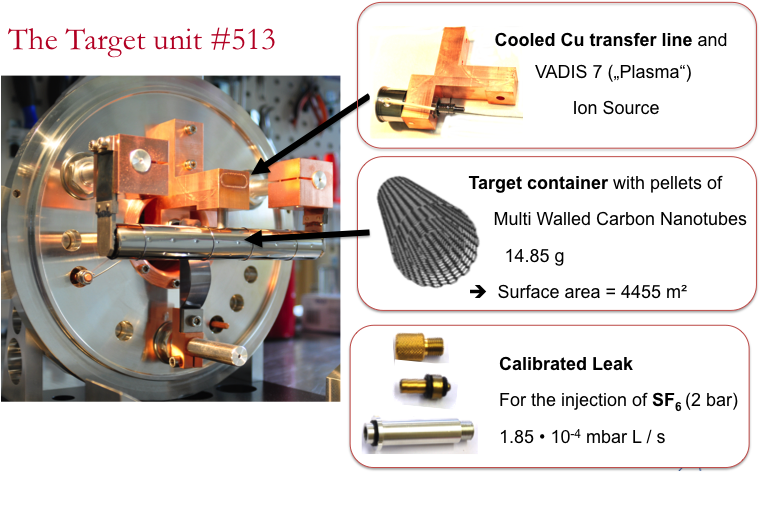 The Target unit #513
Cooled Cu transfer line and
VADIS 7 („Plasma“)
Ion Source
Target container with pellets of
Multi Walled Carbon Nanotubes
14.85 g
➔ Surface area = 4455 m²
Calibrated Leak
For the injection of SF₆ (2 bar)
1.85 • 10⁻⁴ mbar L / s